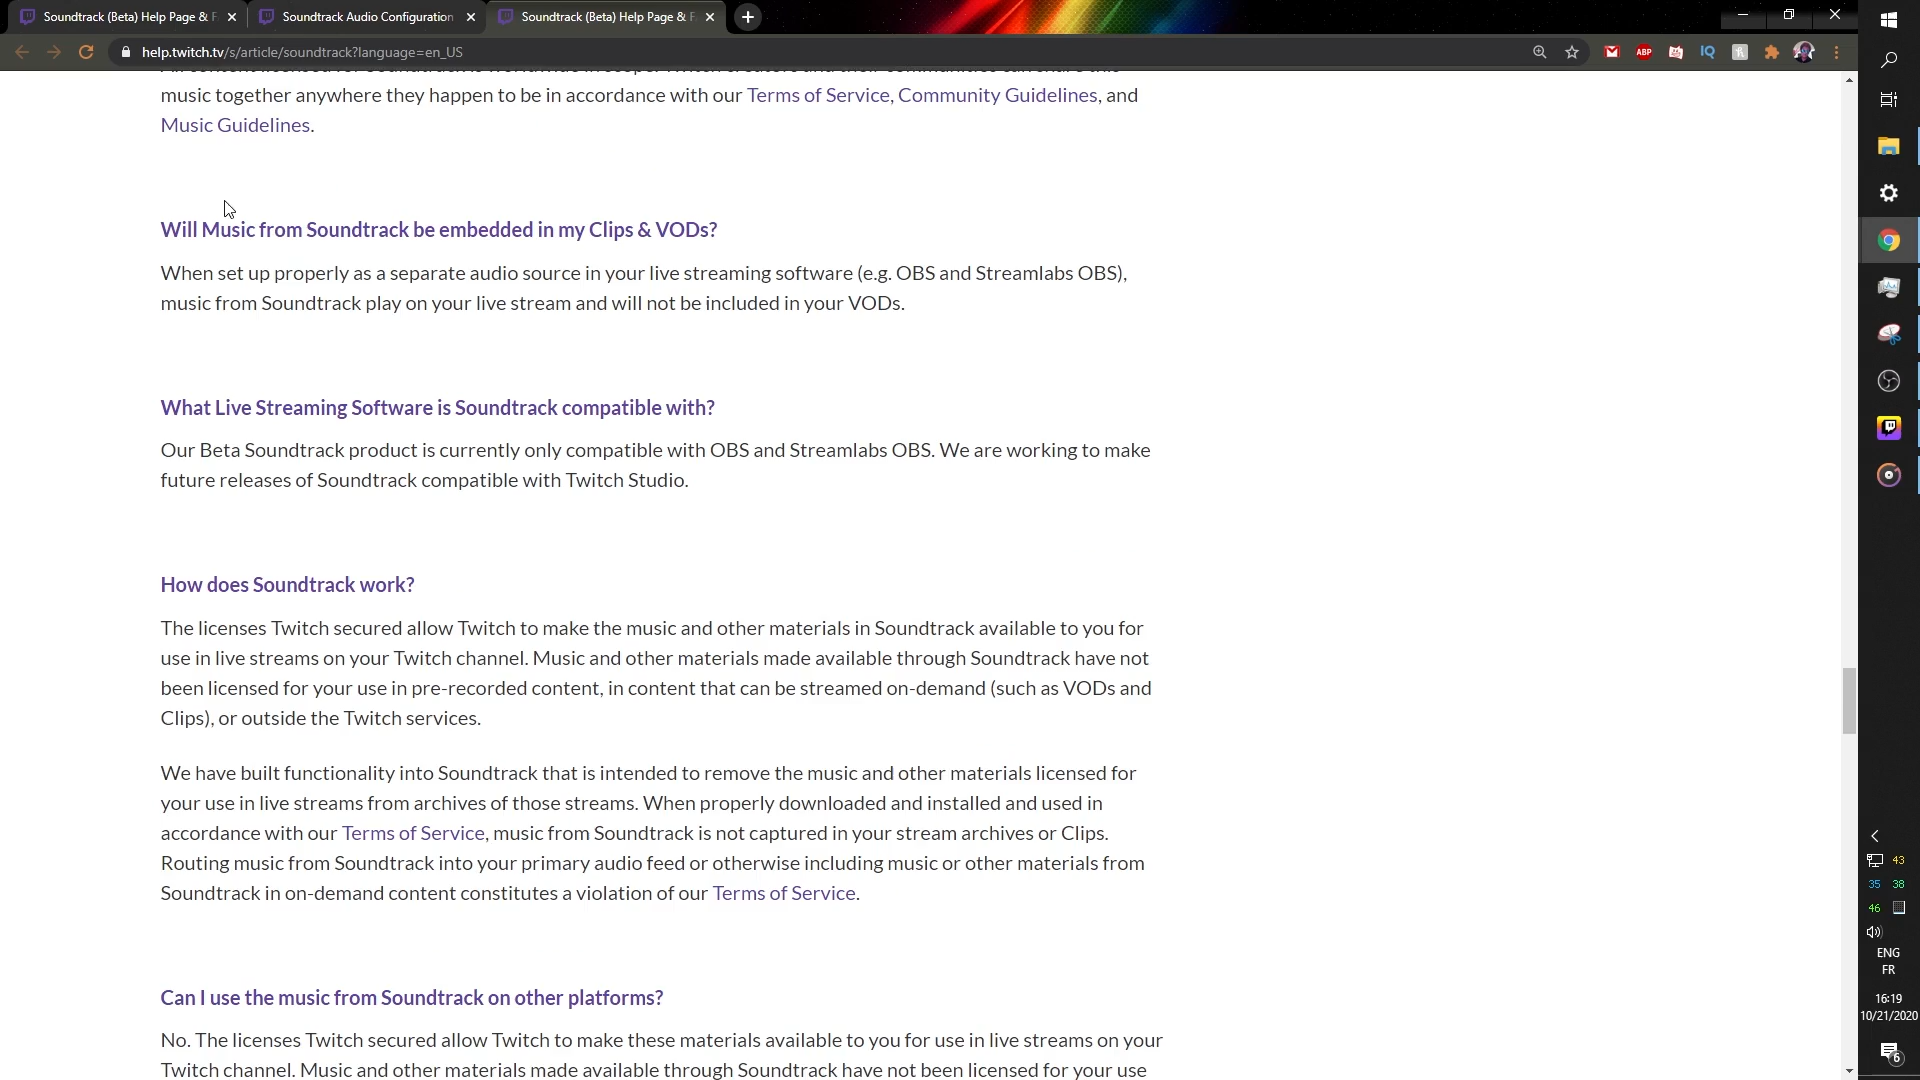 Soundtrack (Beta) Help Page & F
Soundtrack Audio Configuration
Soundtrack (Beta) Help Page & F
help.twitch.tv/s/article/soundtrack?language=en_US
music together anywhere they happen to be in accordance with our Terms of Service, Community Guidelines, and
Music Guidelines.
Will Music from Soundtrack be embedded in my Clips & VODs?
When set up properly as a separate audio source in your live streaming software (e.g. OBS and Streamlabs OBS),
music from Soundtrack play on your live stream and will not be included in your VODs.
What Live Streaming Software is Soundtrack compatible with?
Our Beta Soundtrack product is currently only compatible with OBS and Streamlabs OBS. We are working to make
future releases of Soundtrack compatible with Twitch Studio.
How does Soundtrack work?
The licenses Twitch secured allow Twitch to make the music and other materials in Soundtrack available to you for
use in live streams on your Twitch channel. Music and other materials made available through Soundtrack have not
been licensed for your use in pre-recorded content, in content that can be streamed on-demand (such as VODs and
Clips), or outside the Twitch services.
We have built functionality into Soundtrack that is intended to remove the music and other materials licensed for
your use in live streams from archives of those streams. When properly downloaded and installed and used in
accordance with our Terms of Service, music from Soundtrack is not captured in your stream archives or Clips.
Routing music from Soundtrack into your primary audio feed or otherwise including music or other materials from
Soundtrack in on-demand content constitutes a violation of our Terms of Service.
Can I use the music from Soundtrack on other platforms?
No. The licenses Twitch secured allow Twitch to make these materials available to you for use in live streams on your
Twitch channel. Music and other materials made available through Soundtrack have not been licensed for your use
ABP
IQ
43
35 38
46
ENG
FR
16:19
10/21/2020
6